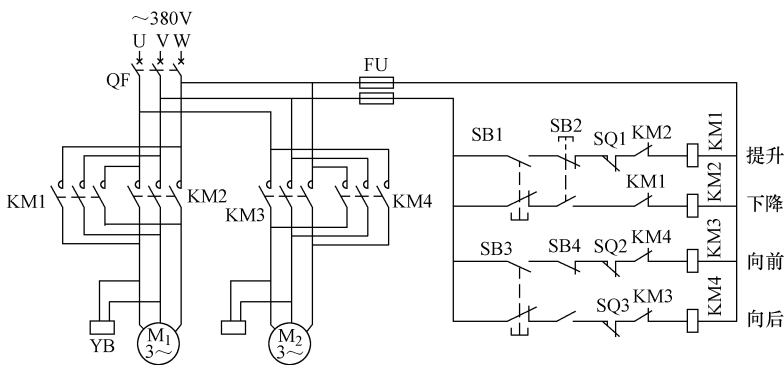 ～380V
U V W
QF
FU
KM1
KM2
KM3
KM4
YB
M1
3～
M2
3～
SB1
SB2
SQ1
KM2
KM1
提升
KM1
KM2
下降
SB3
SB4
SQ2
KM4
KM3
向前
SQ3
KM3
KM4
向后